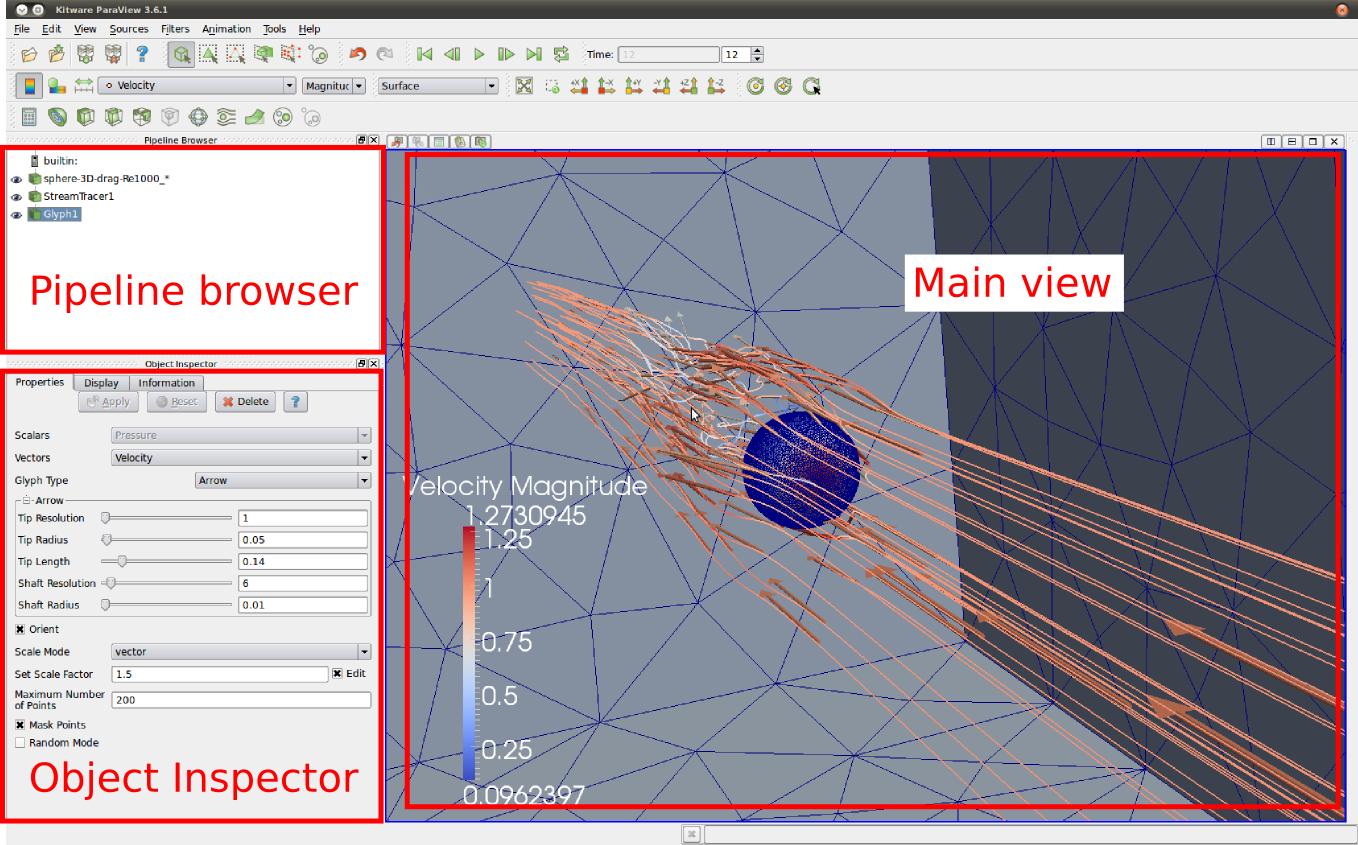 Kitware ParaView 3.6.1
File Edit View Sources Filters Animation Tools Help
Time: 12 12
Velocity Magnituc Surface
Pipeline Browser
builtin:
sphere-3D-drag-Re1000_*
StreamTracer1
Glyph1
Pipeline browser
Main view
Object Inspector
Properties Display Information
Apply Reset Delete ?
Scalars Pressure
Vectors Velocity
Glyph Type Arrow
Arrow
Tip Resolution 1
Tip Radius 0.05
Tip Length 0.14
Shaft Resolution 6
Shaft Radius 0.01
Orient
Scale Mode vector
Set Scale Factor 1.5 Edit
Maximum Number
of Points 200
Mask Points
Random Mode
Object Inspector
Velocity Magnitude
1.2730945
1.25
1
0.75
0.5
0.25
0.0962397